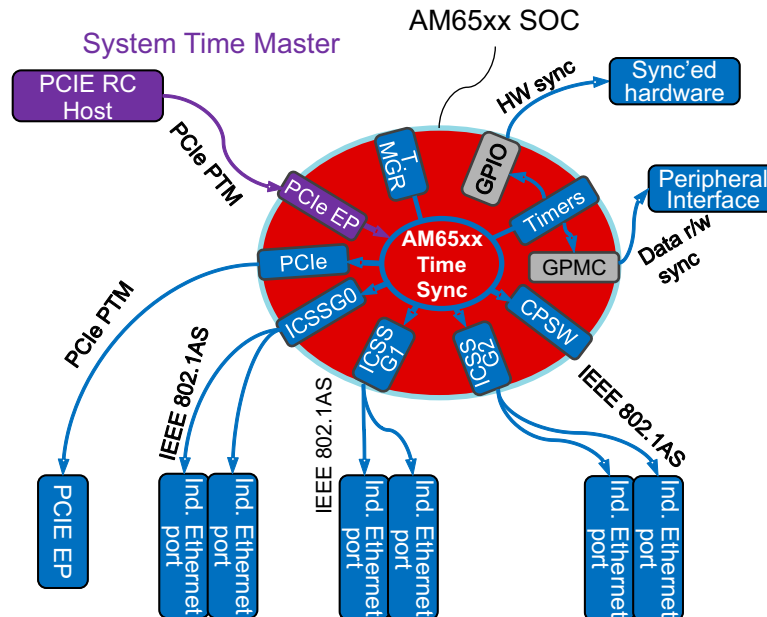 AM65xx SOC
System Time Master
PCIE RC
Host
HW sync
Sync'ed
hardware
PCIe PTM
T.
MGR
GPIO
PCIe EP
Timers
Peripheral
Interface
AM65xx
Time
Sync
PCIe
GPMC
Data r/w
sync
ICSSG0
ICSS
G1
ICSS
G2
CPSW
PCIe PTM
IEEE 802.1AS
IEEE 802.1AS
IEEE 802.1AS
PCIE EP
Ind. Ethernet
port
Ind. Ethernet
port
Ind. Ethernet
port
Ind. Ethernet
port
Ind. Ethernet
port
Ind. Ethernet
port